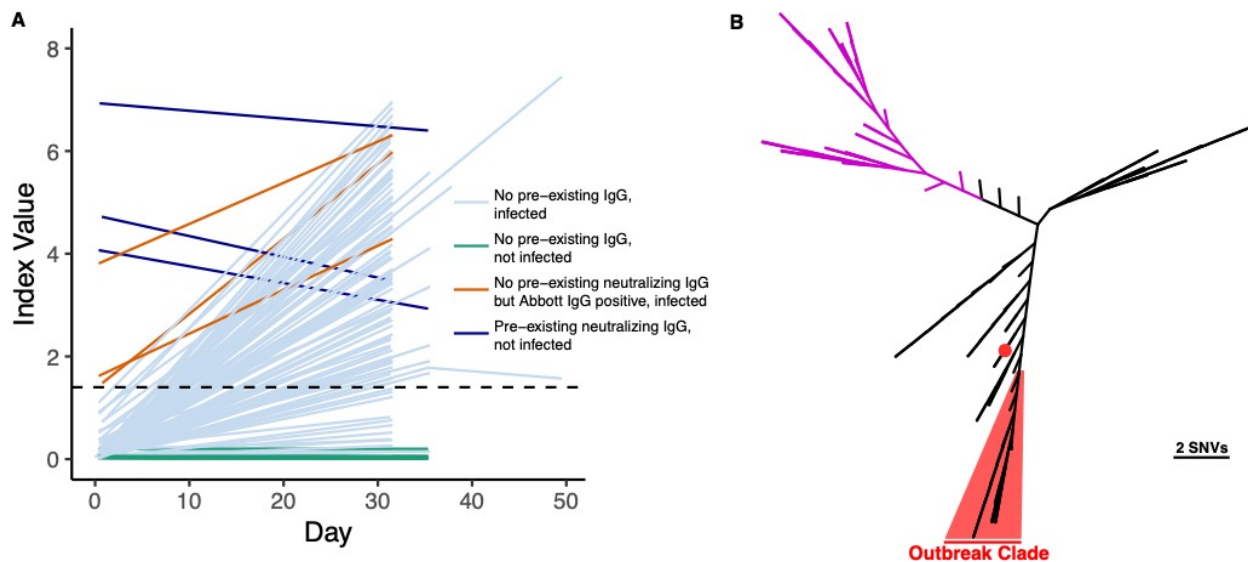 A
Index Value
8
6
4
2
0
0 10 20 30 40 50
Day
No pre-existing IgG,
infected
No pre-existing IgG,
not infected
No pre-existing neutralizing IgG
but Abbott IgG positive, infected
Pre-existing neutralizing IgG,
not infected
B
2 SNVs
Outbreak Clade